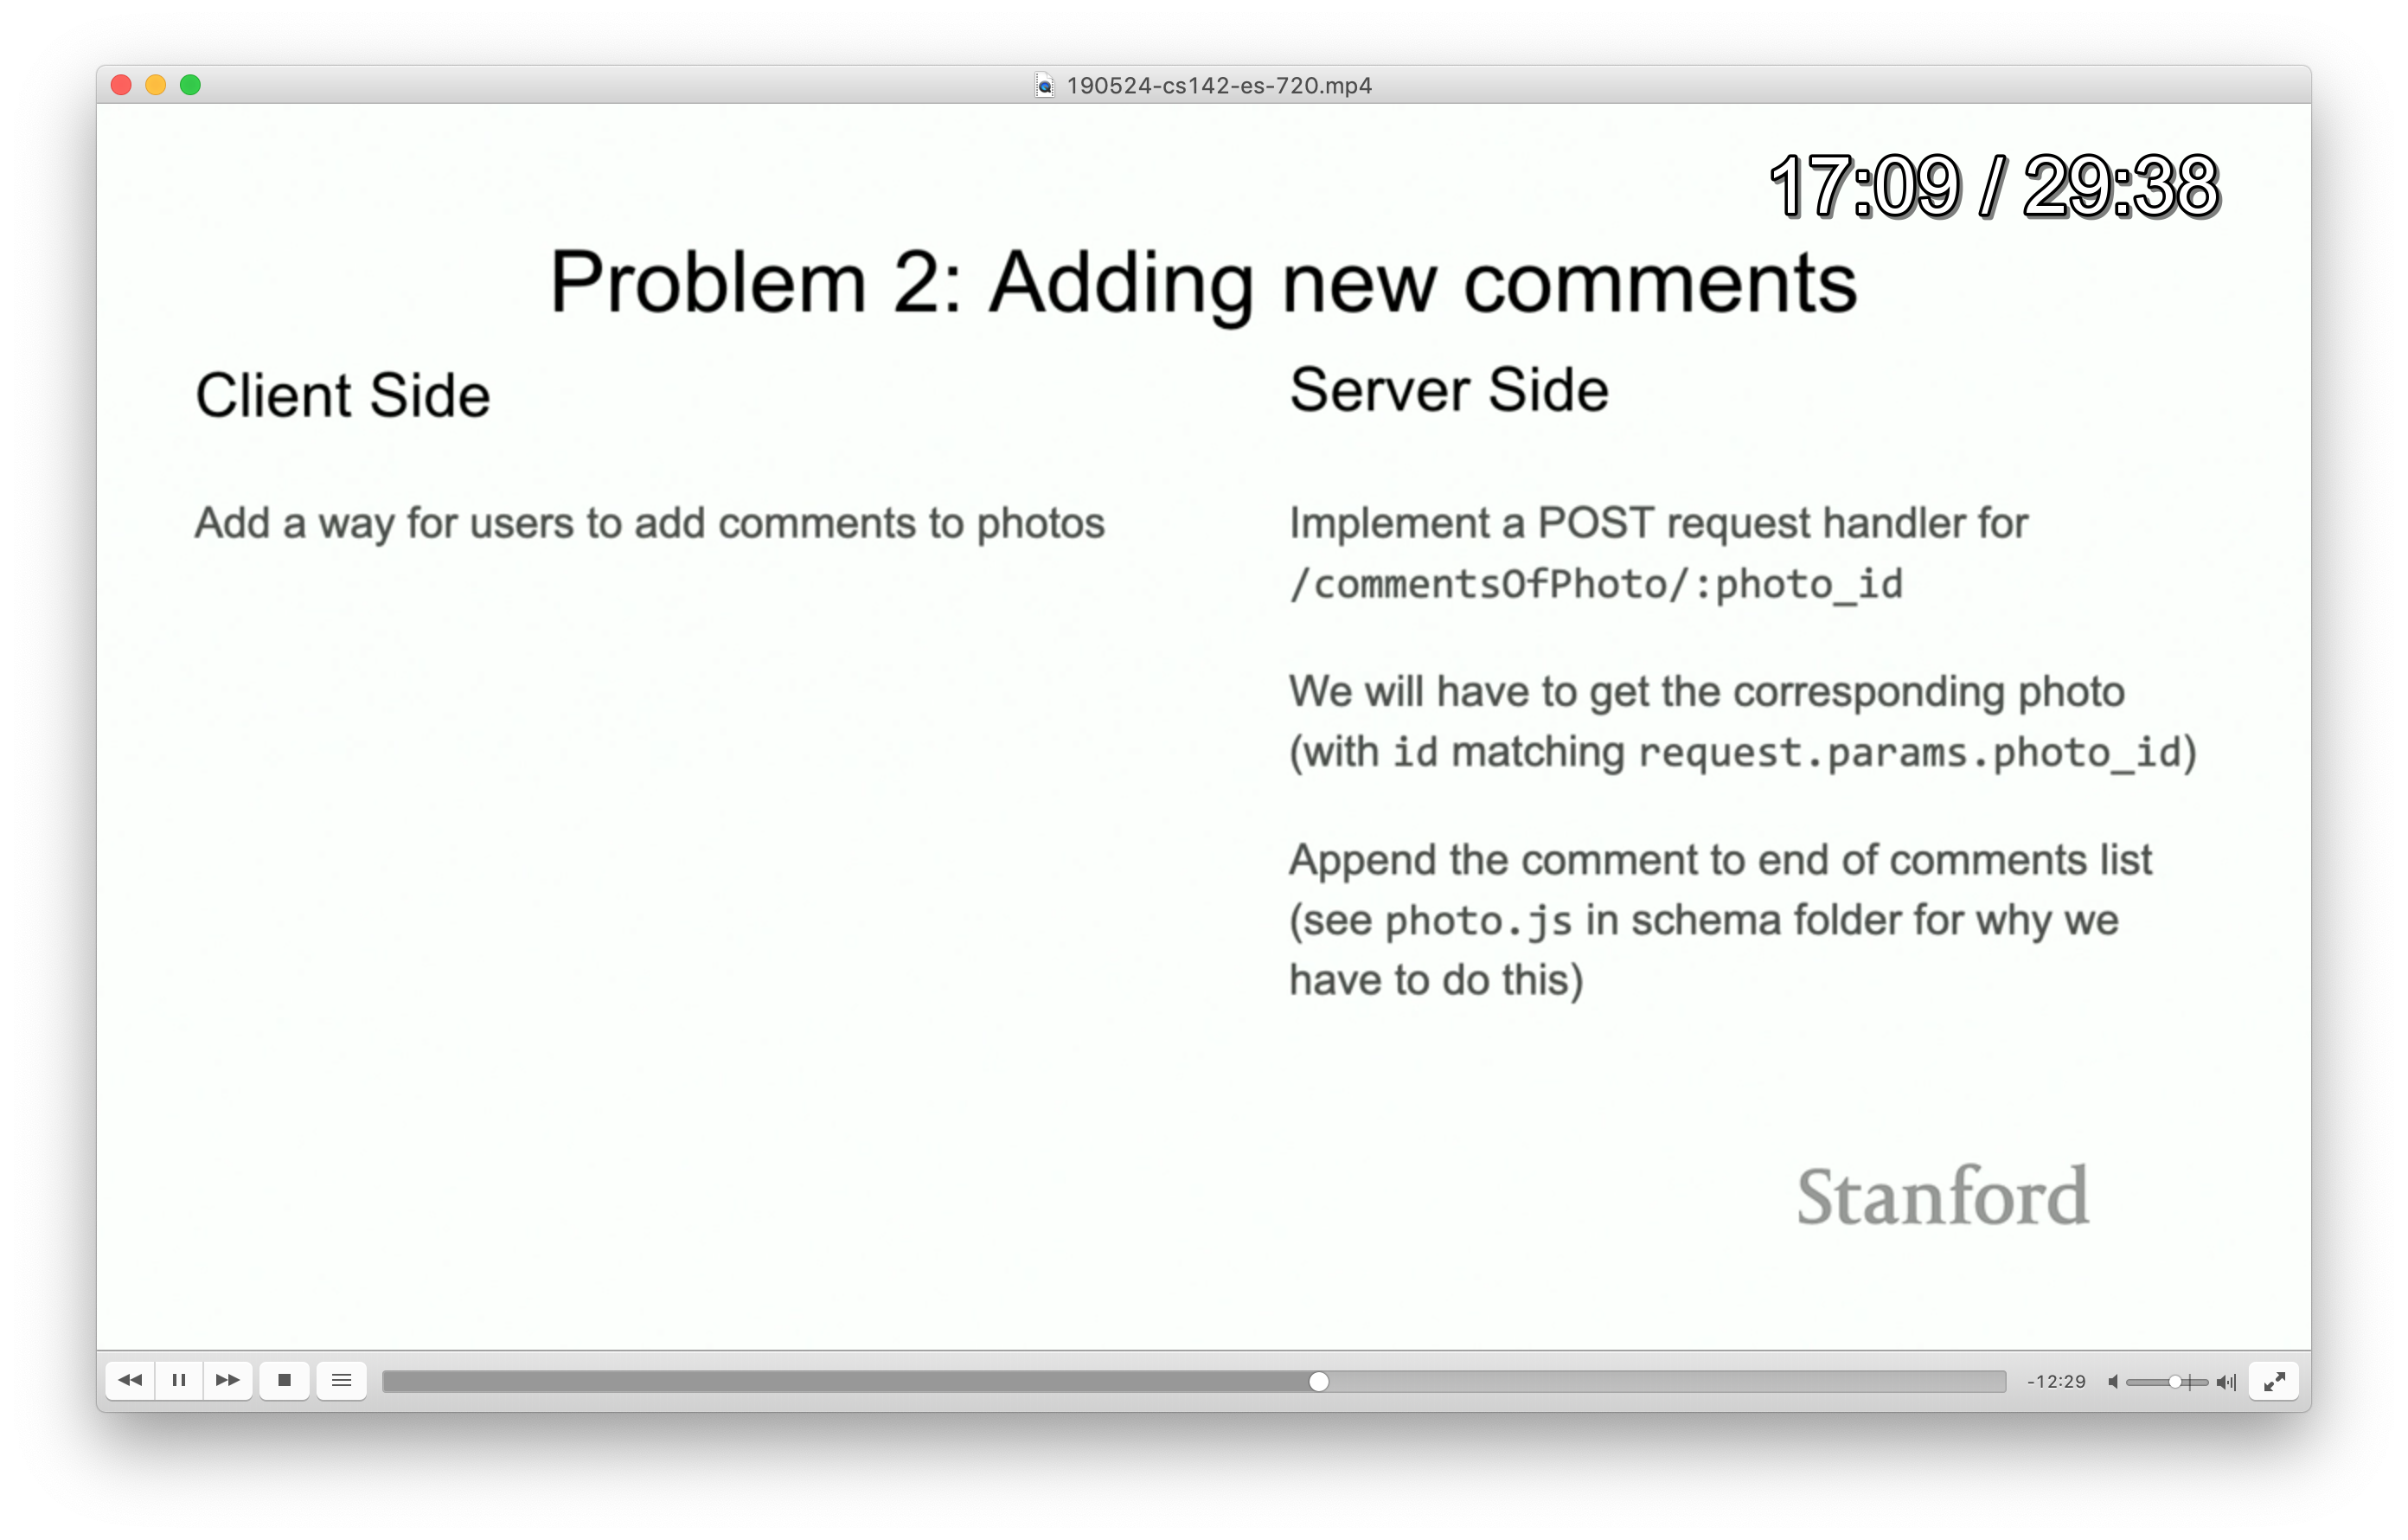 190524-cs142-es-720.mp4
17:09 / 29:38
Problem 2: Adding new comments
Client Side
Add a way for users to add comments to photos
Server Side
Implement a POST request handler for
/commentsOfPhoto/:photo_id
We will have to get the corresponding photo
(with id matching request.params.photo_id)
Append the comment to end of comments list
(see photo.js in schema folder for why we
have to do this)
Stanford
-12:29